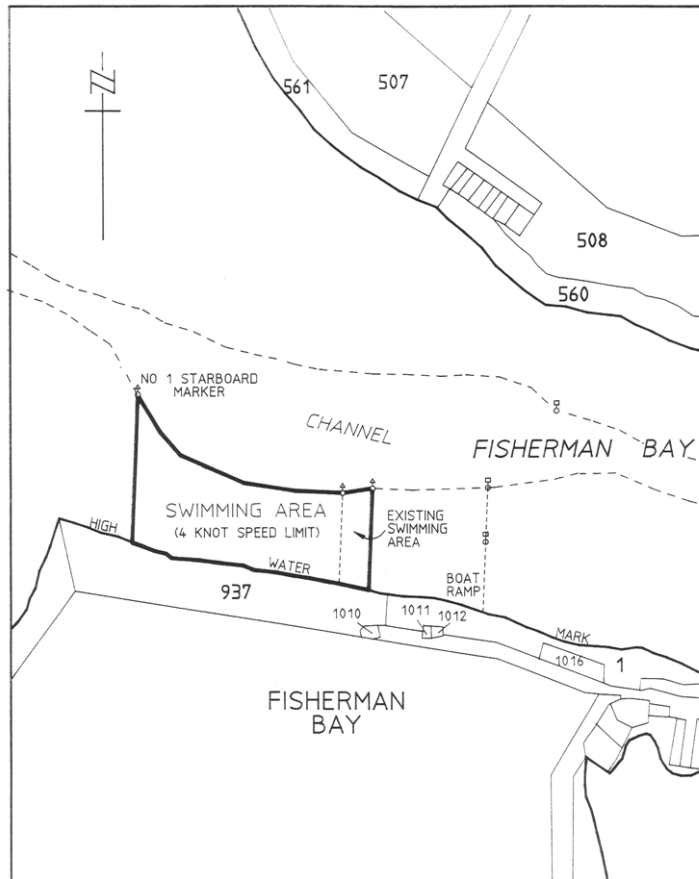 561
507
N
508
560
NO 1 STARBOARD
MARKER
CHANNEL
FISHERMAN BAY
SWIMMING AREA
(4 KNOT SPEED LIMIT)
EXISTING
SWIMMING
AREA
HIGH
WATER
BOAT
RAMP
937
1010
1011
1012
MARK
1016
1
FISHERMAN
BAY